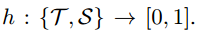 h : {𝒯, 𝒮} → [0, 1].